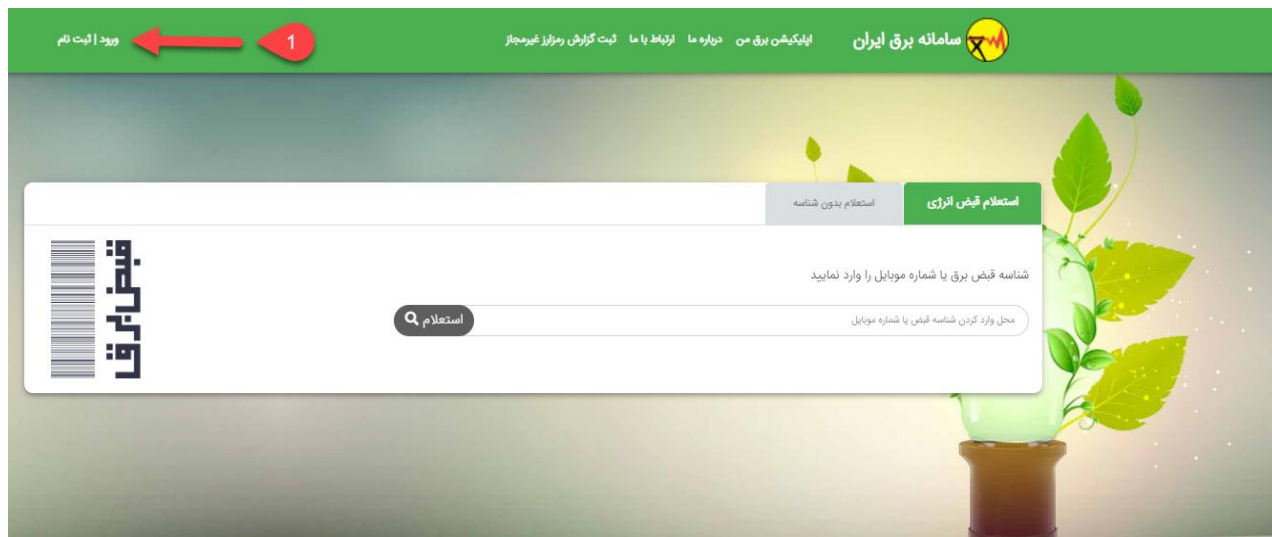 سامانه برق ایران
اپلیکیشن برق من
درباره ما
ارتباط با ما
ثبت گزارش رمزارز غیرمجاز
1
ورود | ثبت نام
استعلام قبض انرژی
استعلام بدون شناسه
شناسه قبض برق یا شماره موبایل را وارد نمایید
محل وارد کردن شناسه قبض یا شماره موبایل
استعلام
قبض برق